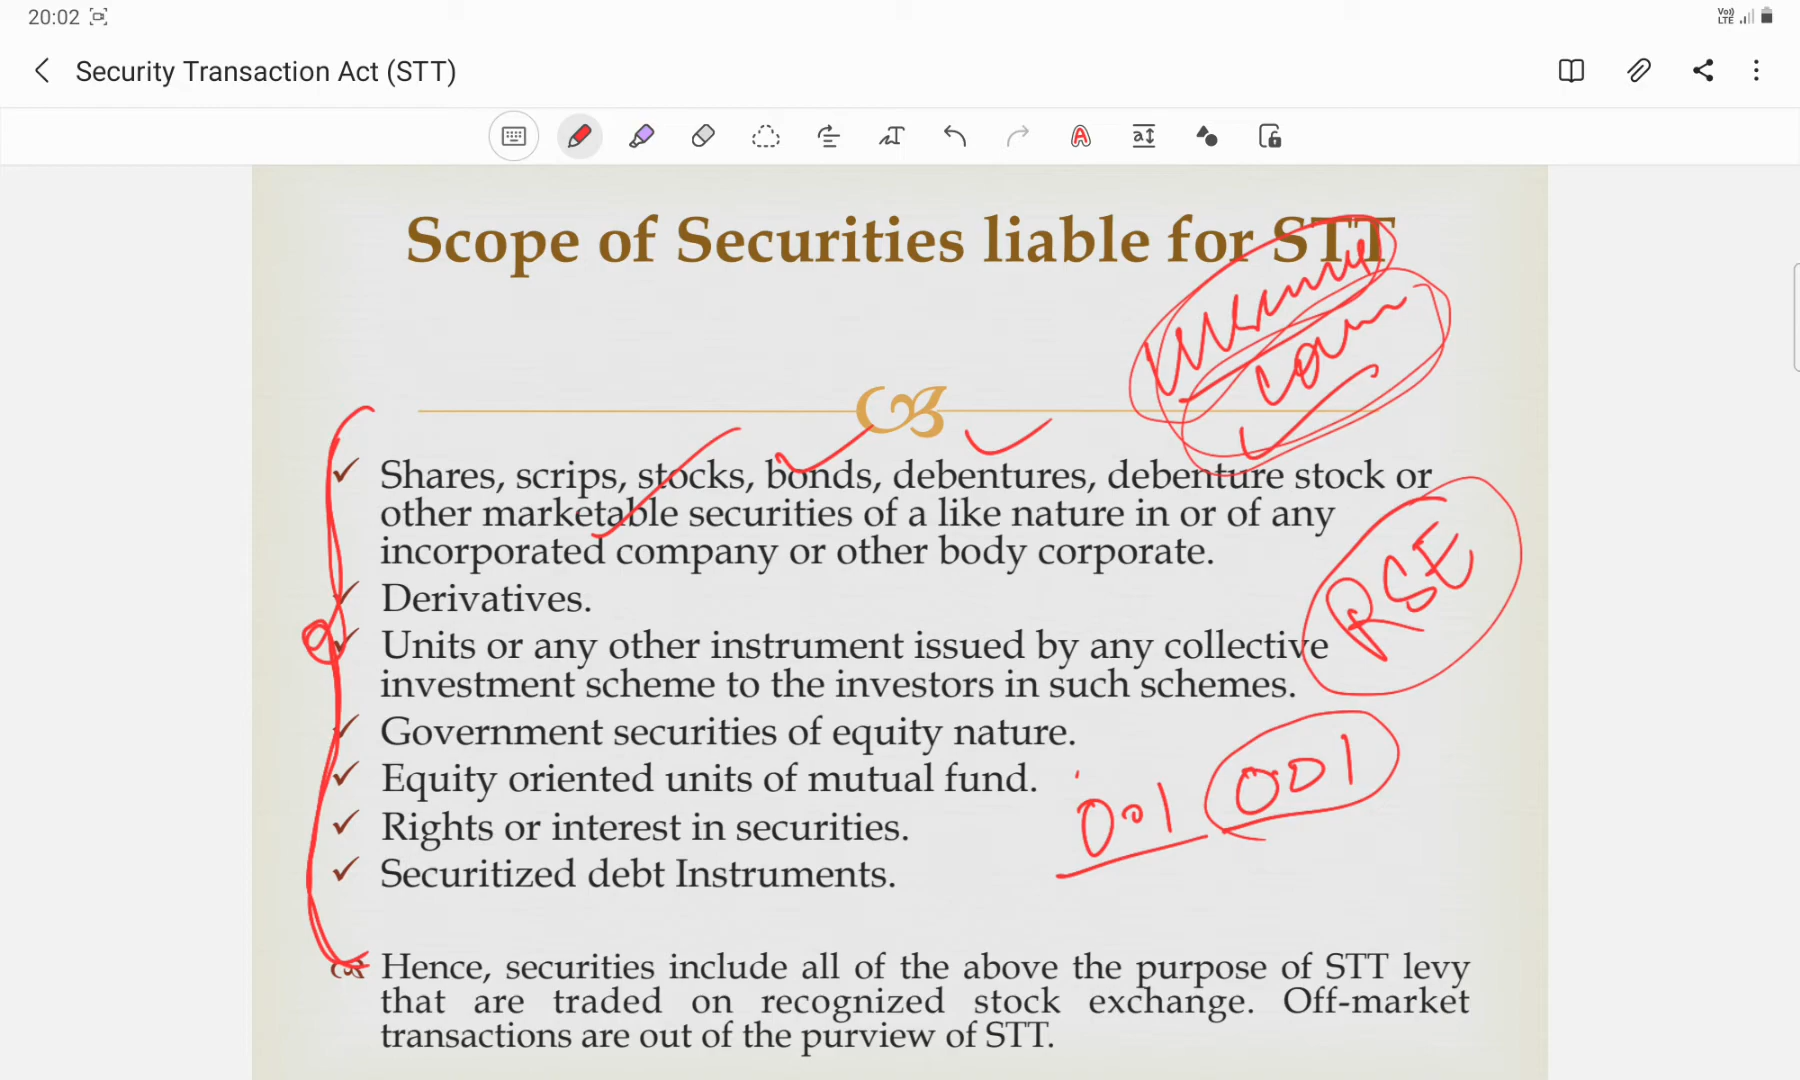 20:02
Vo)) LTE
Security Transaction Act (STT)
Scope of Securities liable for STT
Shares, scrips, stocks, bonds, debentures, debenture stock or
other marketable securities of a like nature in or of any
incorporated company or other body corporate.
Derivatives.
Units or any other instrument issued by any collective
investment scheme to the investors in such schemes.
RSE
Government securities of equity nature.
Equity oriented units of mutual fund.
001 001
Rights or interest in securities.
Securitized debt Instruments.
Hence, securities include all of the above the purpose of STT levy
that are traded on recognized stock exchange. Off-market
transactions are out of the purview of STT.